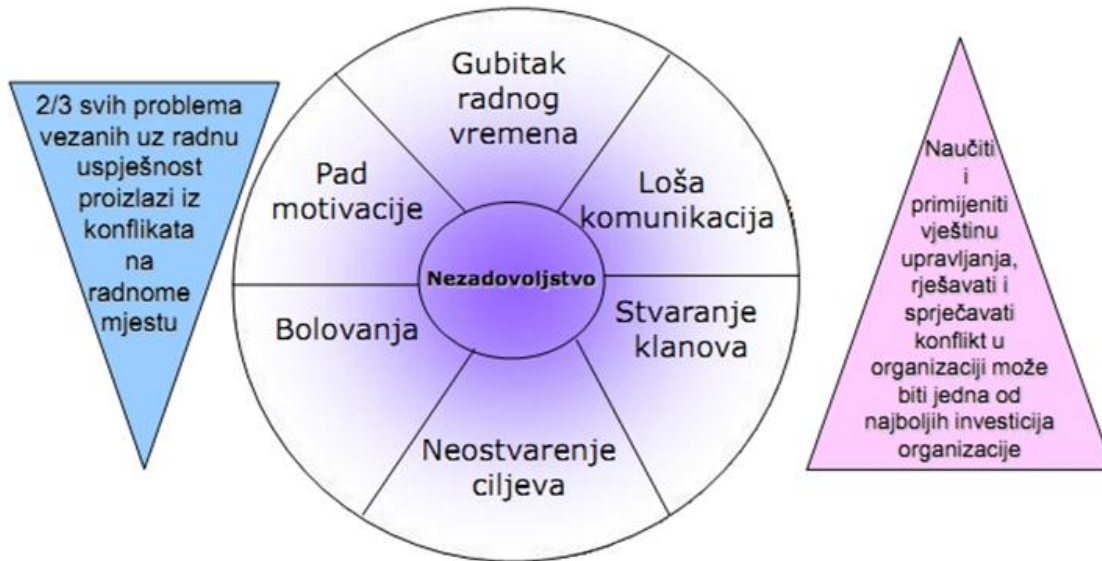 2/3 svih problema
vezanih uz radnu
uspješnost
proizlazi iz
konflikata
na
radnome
mjestu
Gubitak
radnog
vremena
Pad
motivacije
Loša
komunikacija
Nezadovoljstvo
Bolovanja
Stvaranje
klanova
Neostvarenje
ciljeva
Naučiti
i
primijeniti
vještinu
upravljanja,
rješavati i
sprječavati
konflikt u
organizaciji može
biti jedna od
najboljih investicija
organizacije